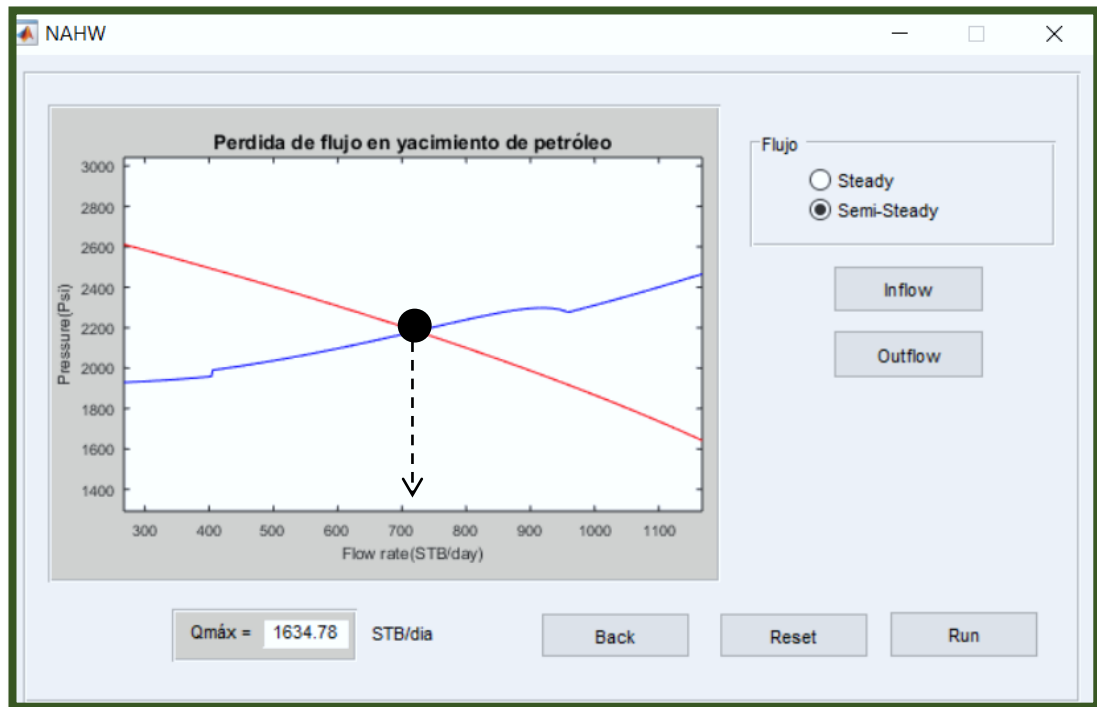 NAHW
Perdida de flujo en yacimiento de petróleo
3000
2800
2600
2400
2200
2000
1800
1600
1400
Pressure(Psi)
300 400 500 600 700 800 900 1000 1100
Flow rate(STB/day)
Flujo
Steady
Semi-Steady
Inflow
Outflow
Qmáx = 1634.78 STB/dia
Back
Reset
Run